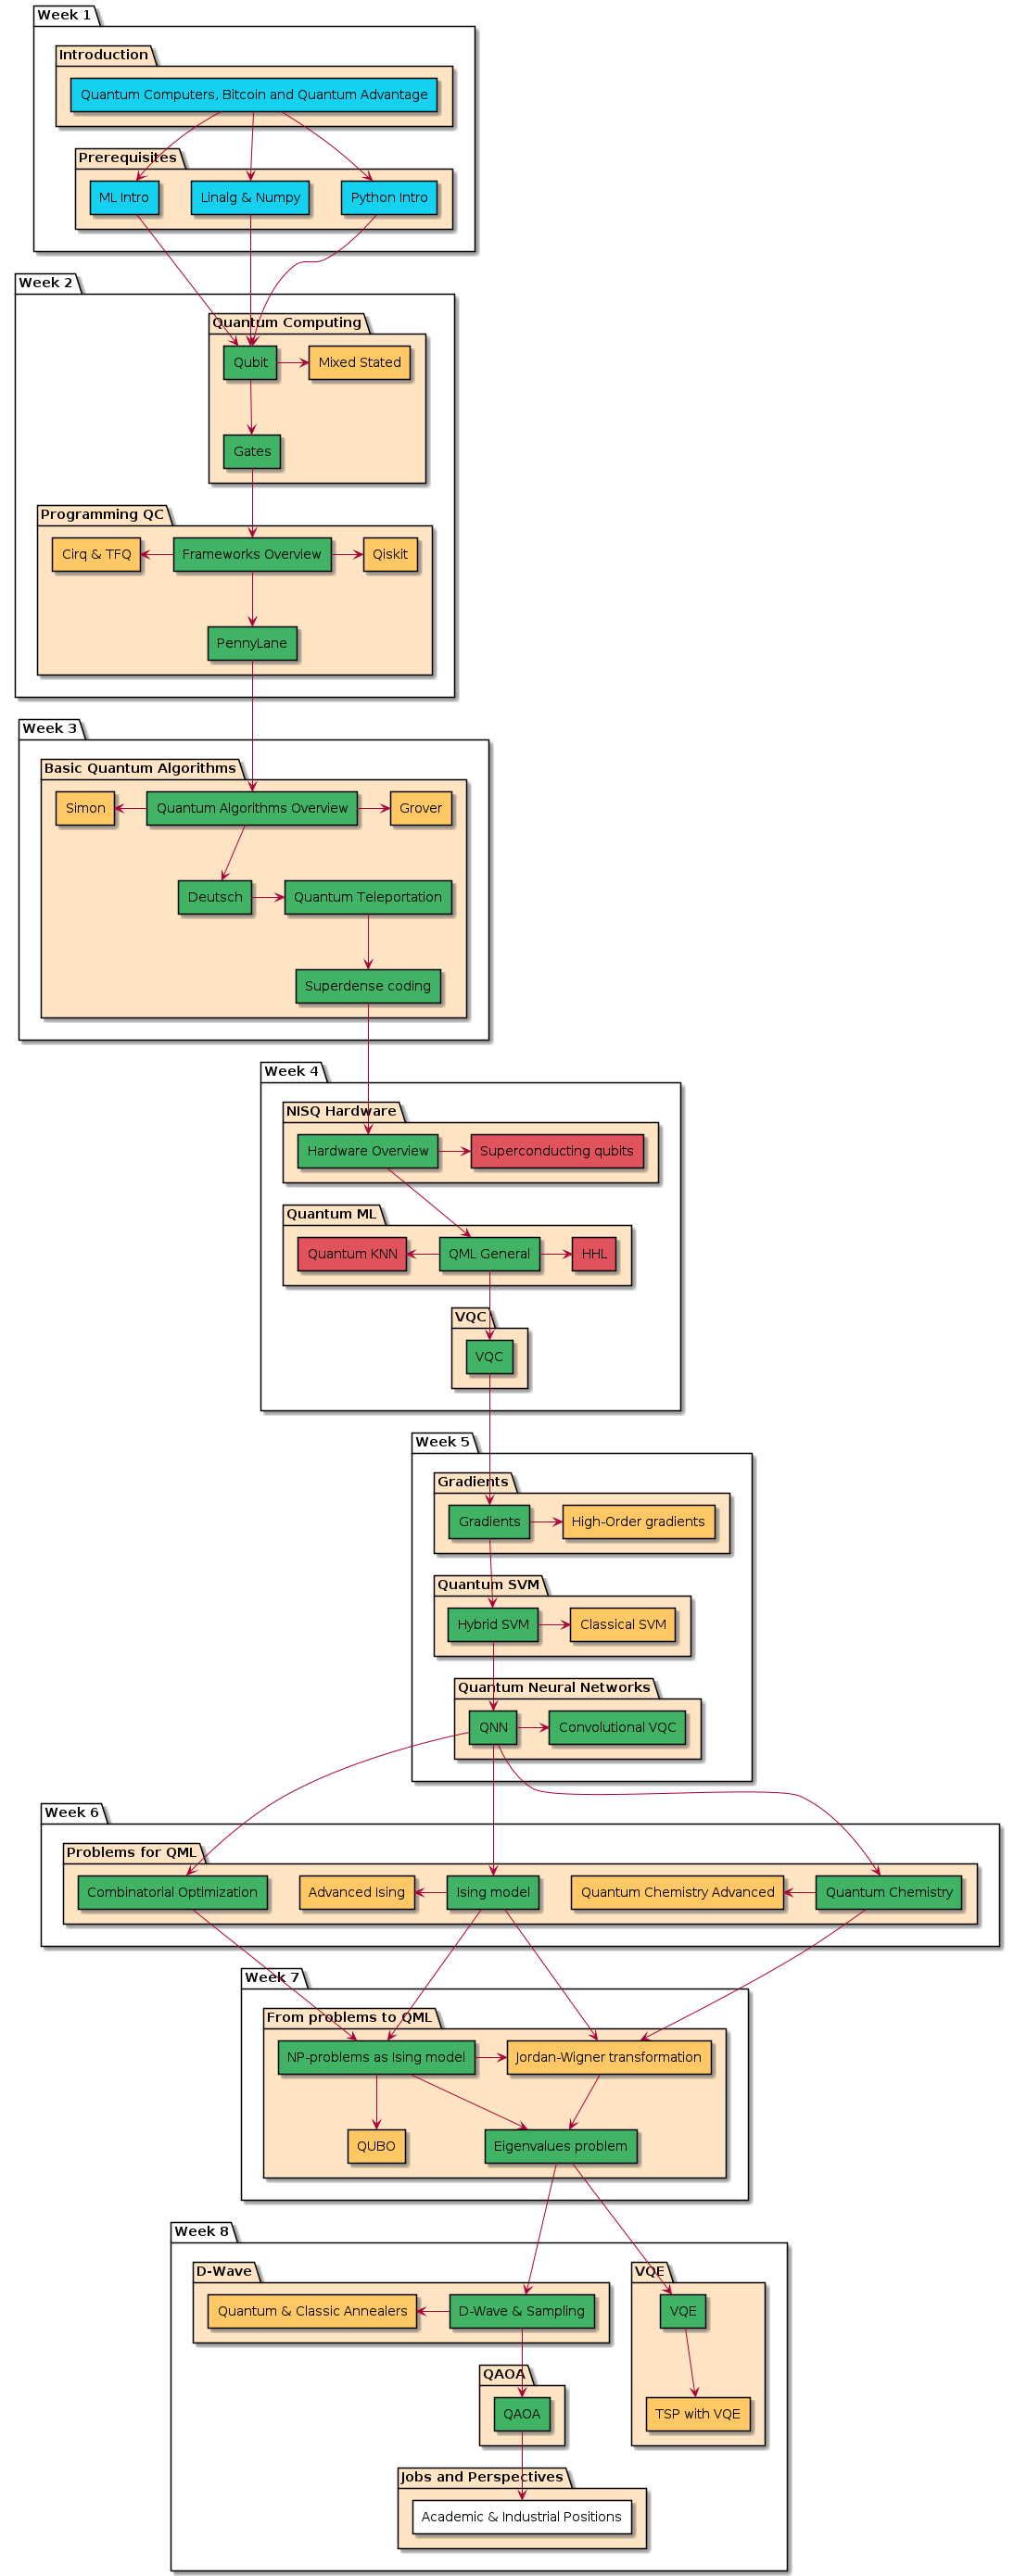 Week 1
Introduction
Quantum Computers, Bitcoin and Quantum Advantage
Prerequisites
ML Intro
Linalg & Numpy
Python Intro
Week 2
Quantum Computing
Qubit
Mixed Stated
Gates
Programming QC
Cirq & TFQ
Frameworks Overview
Qiskit
PennyLane
Week 3
Basic Quantum Algorithms
Simon
Quantum Algorithms Overview
Grover
Deutsch
Quantum Teleportation
Superdense coding
Week 4
NISQ Hardware
Hardware Overview
Superconducting qubits
Quantum ML
Quantum KNN
QML General
HHL
VQC
VQC
Week 5
Gradients
Gradients
High-Order gradients
Quantum SVM
Hybrid SVM
Classical SVM
Quantum Neural Networks
QNN
Convolutional VQC
Week 6
Problems for QML
Combinatorial Optimization
Advanced Ising
Ising model
Quantum Chemistry Advanced
Quantum Chemistry
Week 7
From problems to QML
NP-problems as Ising model
Jordan-Wigner transformation
QUBO
Eigenvalues problem
Week 8
D-Wave
Quantum & Classic Annealers
D-Wave & Sampling
VQE
VQE
QAOA
QAOA
TSP with VQE
Jobs and Perspectives
Academic & Industrial Positions